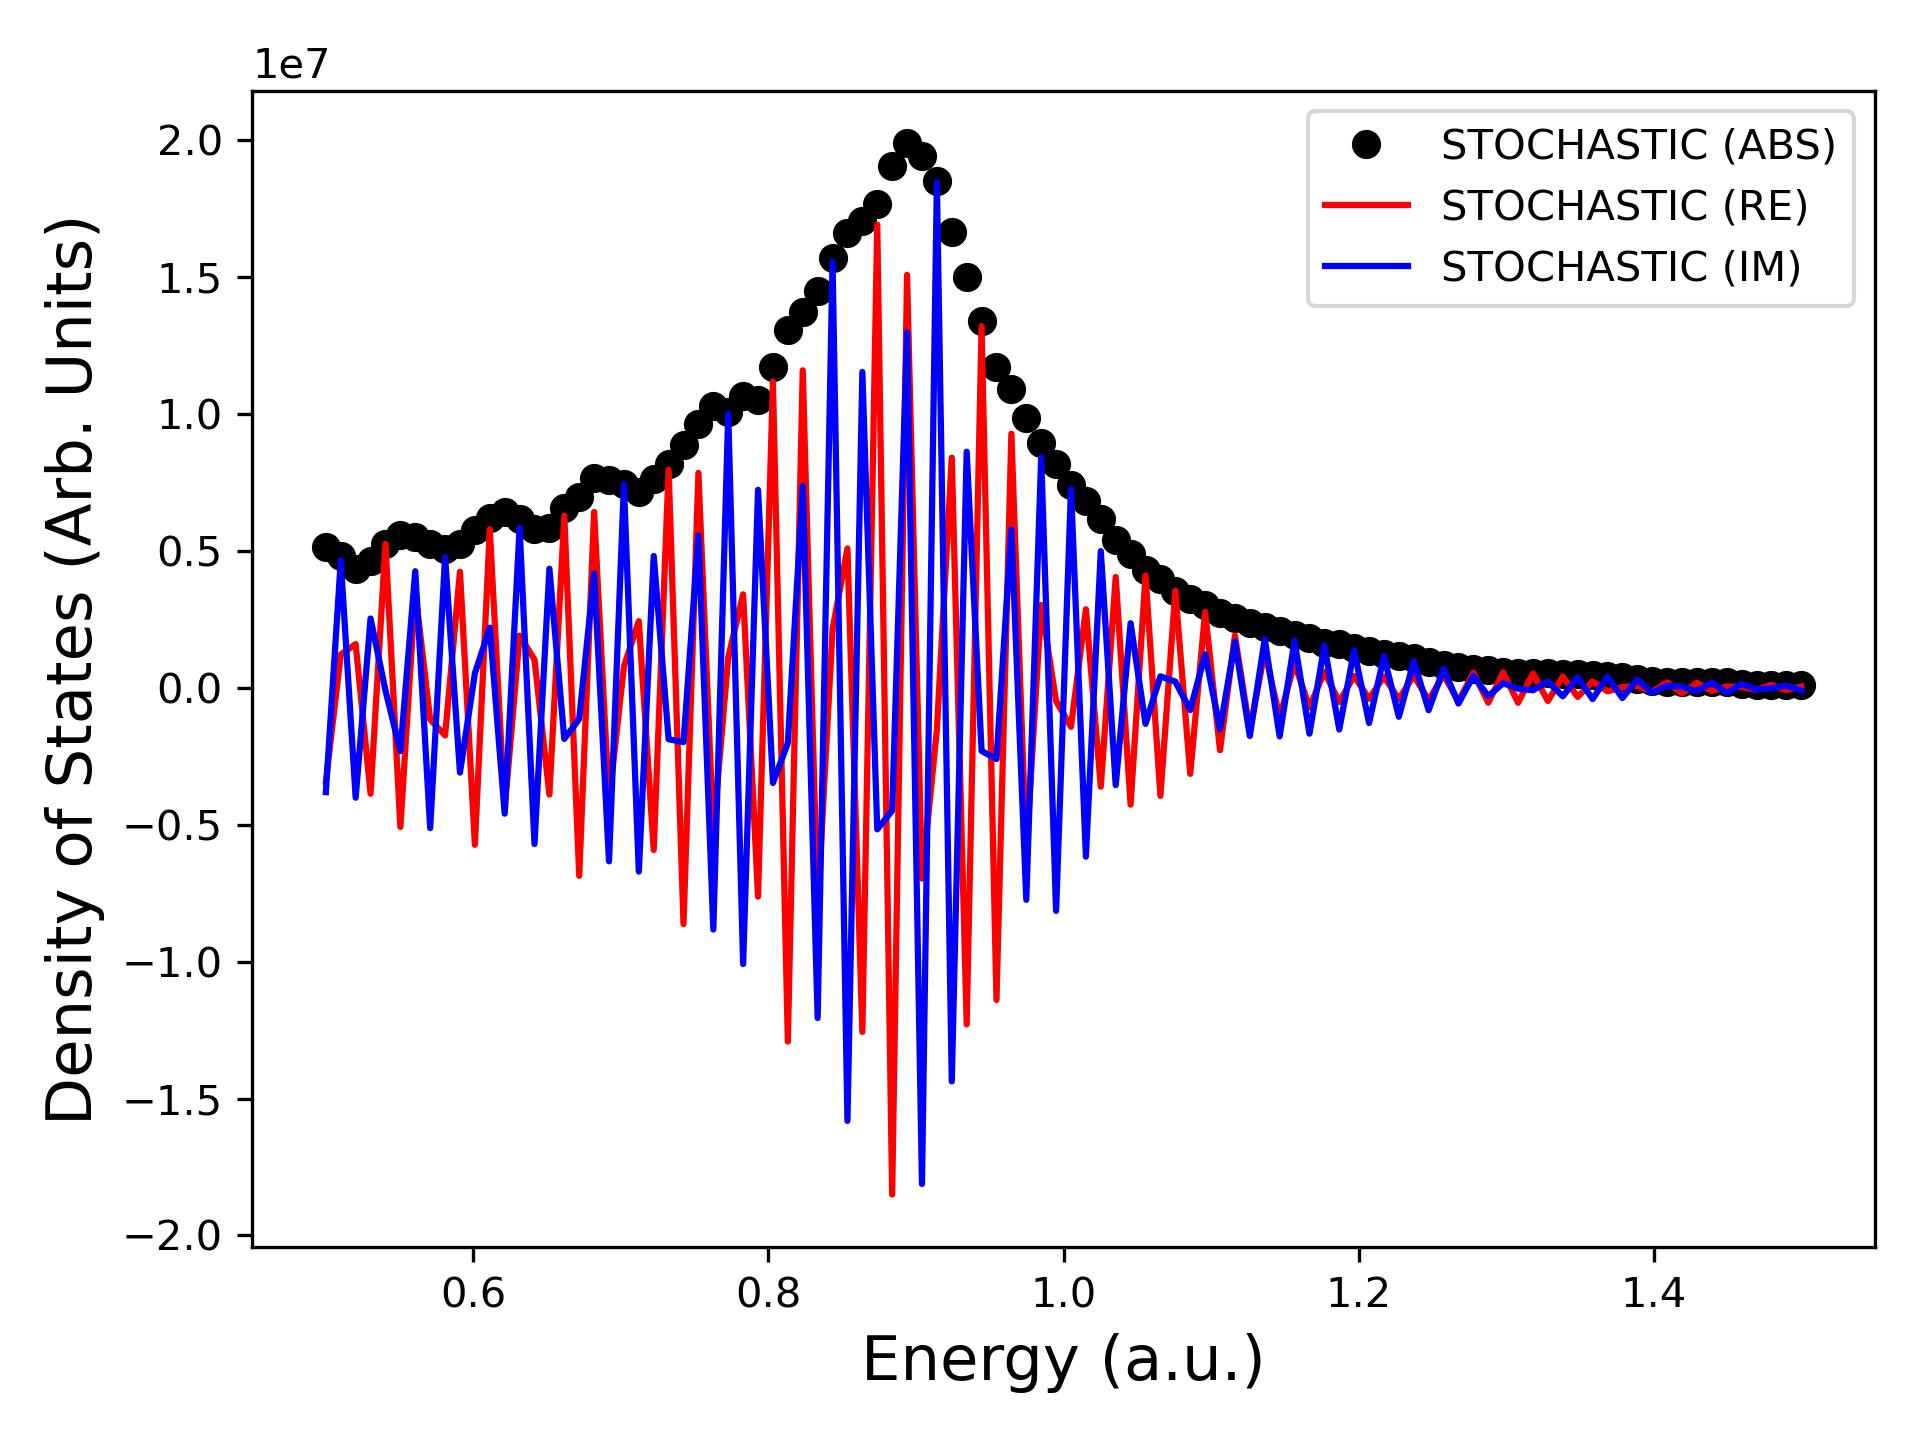 1e7
2.0
1.5
1.0
0.5
0.0
−0.5
−1.0
−1.5
−2.0
Density of States (Arb. Units)
STOCHASTIC (ABS)
STOCHASTIC (RE)
STOCHASTIC (IM)
0.6 0.8 1.0 1.2 1.4
Energy (a.u.)